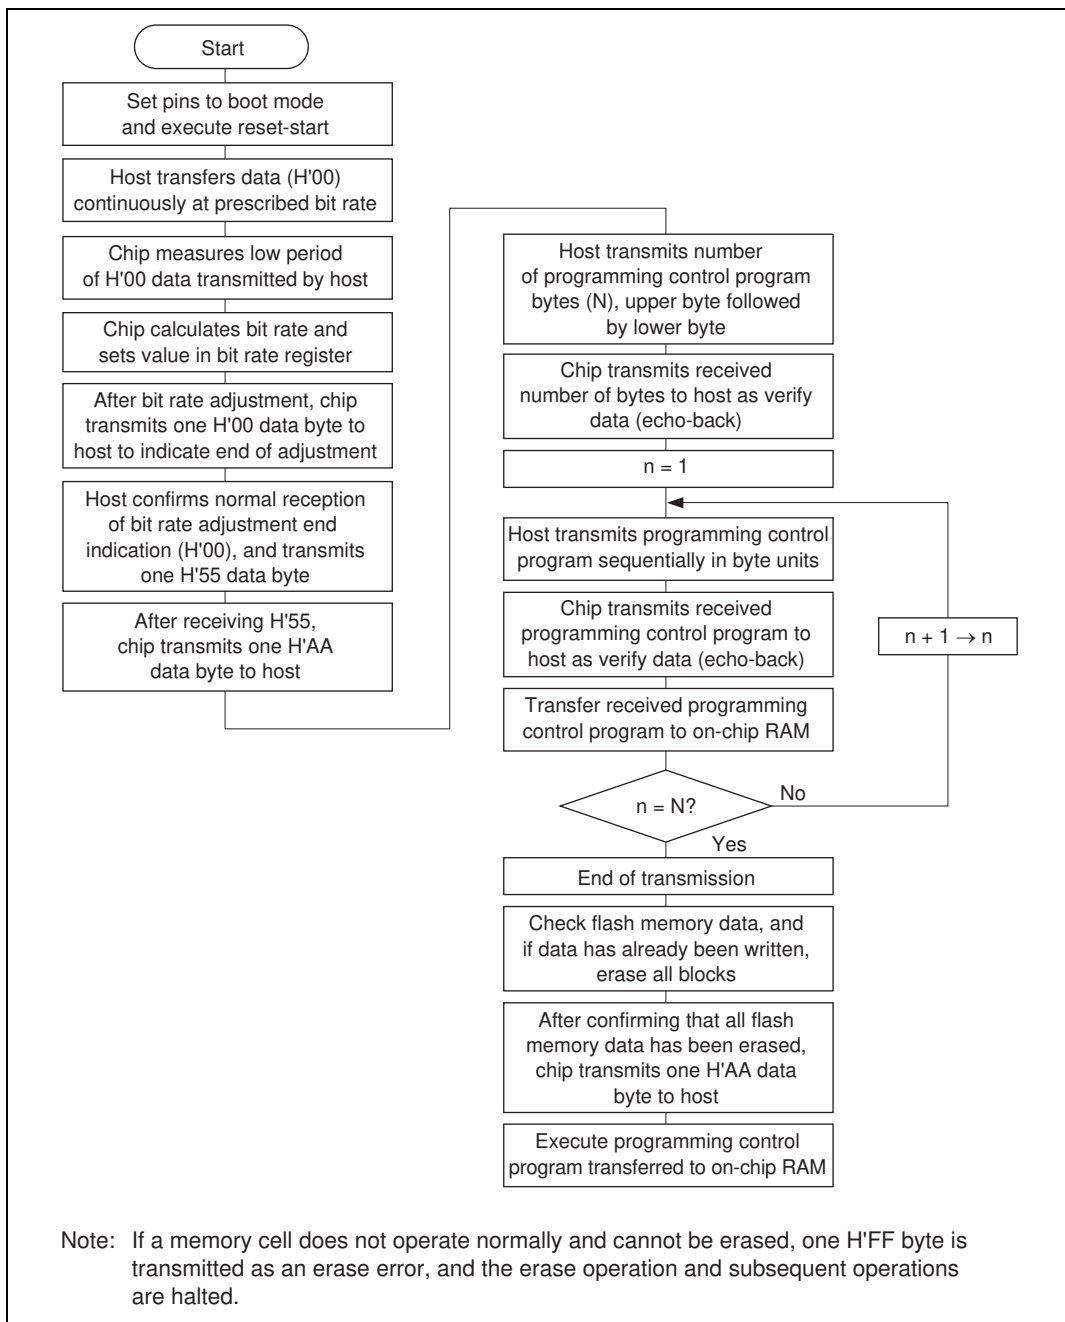 Start
Set pins to boot mode
and execute reset-start
Host transfers data (H'00)
continuously at prescribed bit rate
Chip measures low period
of H'00 data transmitted by host
Chip calculates bit rate and
sets value in bit rate register
After bit rate adjustment, chip
transmits one H'00 data byte to
host to indicate end of adjustment
Host confirms normal reception
of bit rate adjustment end
indication (H'00), and transmits
one H'55 data byte
After receiving H'55,
chip transmits one H'AA
data byte to host
Host transmits number
of programming control program
bytes (N), upper byte followed
by lower byte
Chip transmits received
number of bytes to host as verify
data (echo-back)
n = 1
Host transmits programming control
program sequentially in byte units
Chip transmits received
programming control program to
host as verify data (echo-back)
n + 1 → n
Transfer received programming
control program to on-chip RAM
n = N?
No
Yes
End of transmission
Check flash memory data, and
if data has already been written,
erase all blocks
After confirming that all flash
memory data has been erased,
chip transmits one H'AA data
byte to host
Execute programming control
program transferred to on-chip RAM
Note: If a memory cell does not operate normally and cannot be erased, one H'FF byte is
transmitted as an erase error, and the erase operation and subsequent operations
are halted.